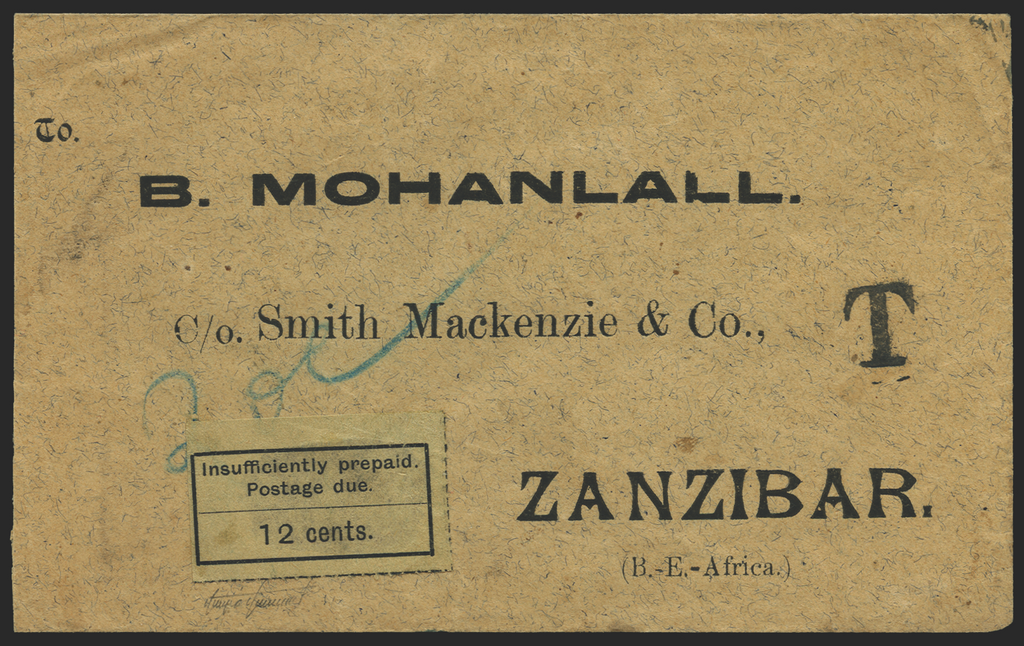 To.
B. MOHANLALL.
C/o. Smith Mackenzie & Co.,
T
Insufficiently prepaid.
Postage due.
12 cents.
ZANZIBAR.
(B.-E.-Africa.)